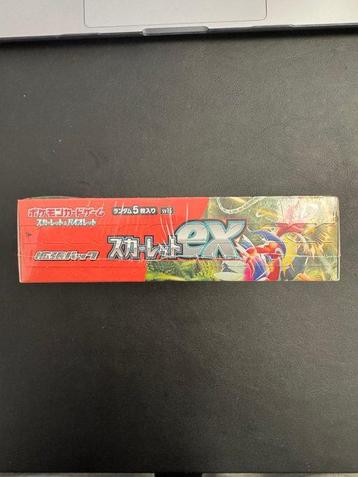 ポケモンカードゲーム
スカーレット&バイオレット
ランダム5枚入り
拡張パック
スカーレットex